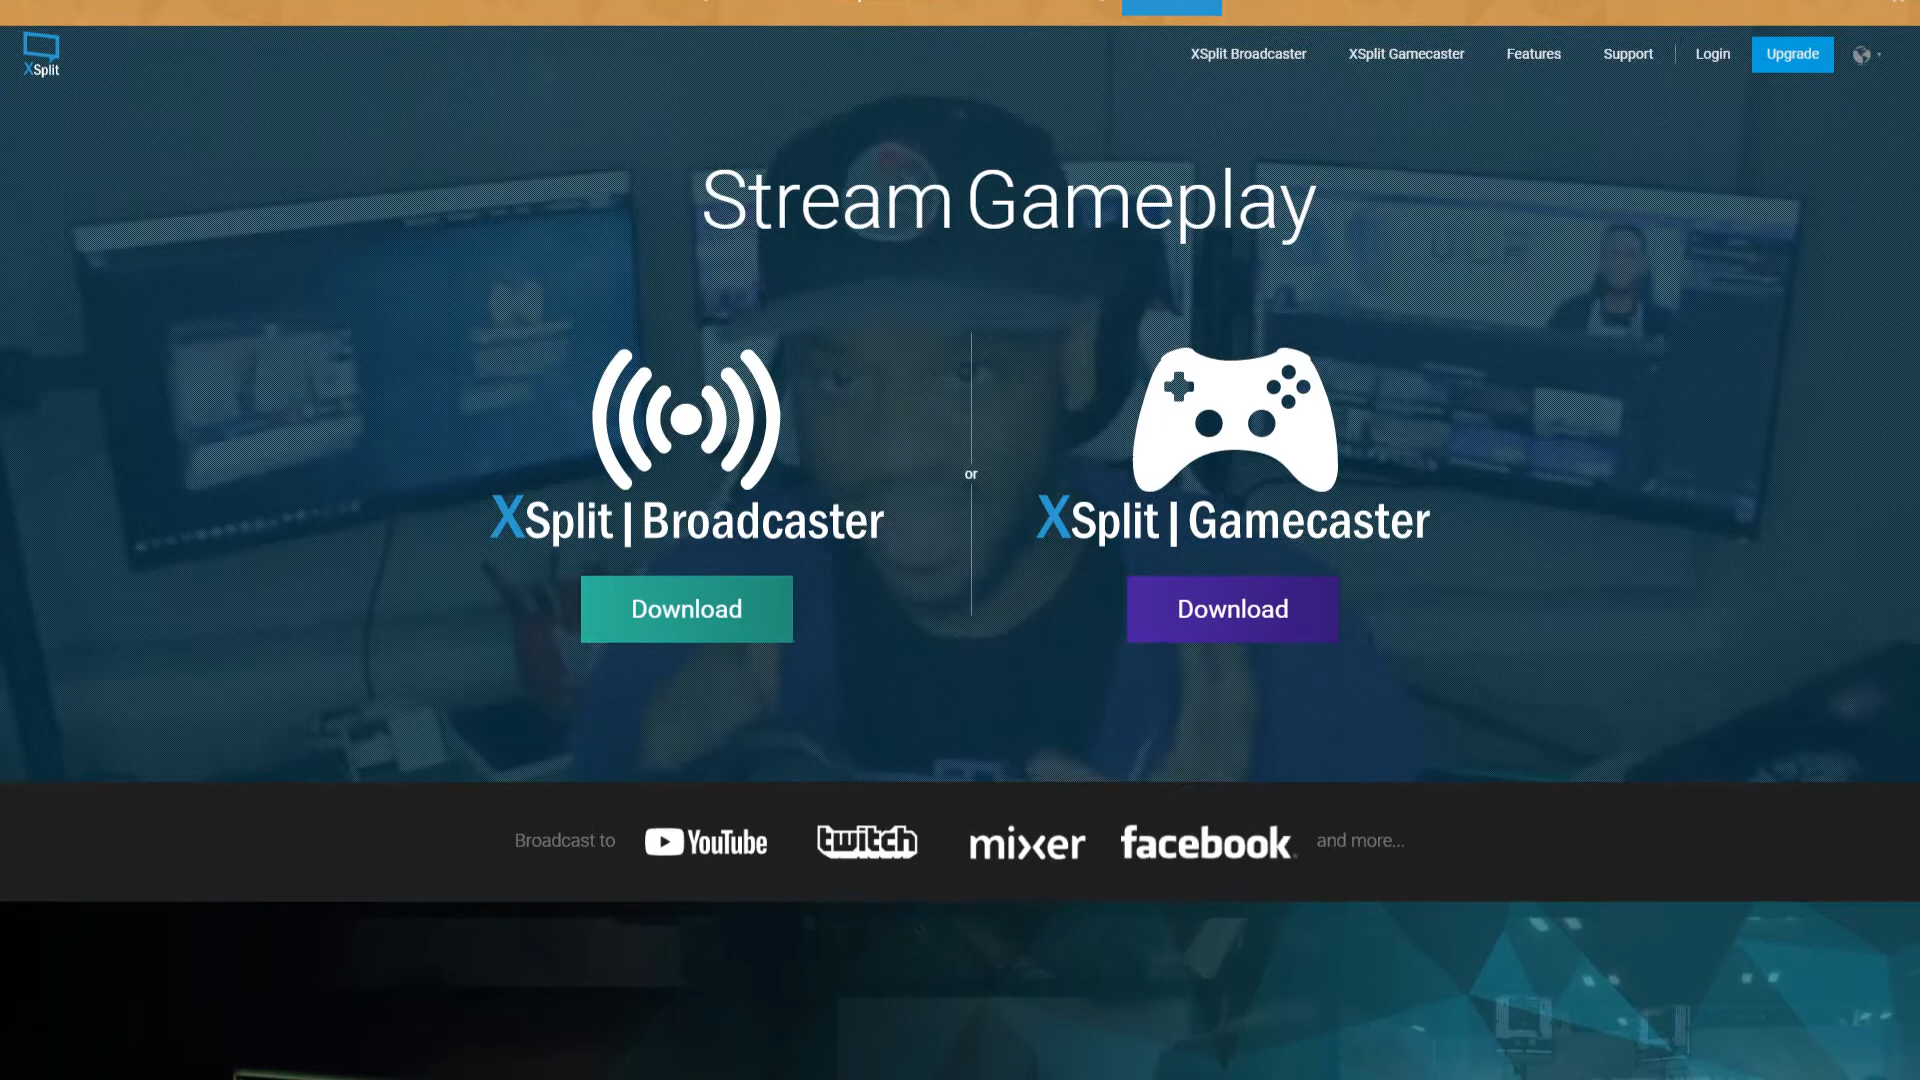 XSplit
XSplit Broadcaster
XSplit Gamecaster
Features
Support
Login
Upgrade
Stream Gameplay
XSplit | Broadcaster
Download
or
XSplit | Gamecaster
Download
Broadcast to
YouTube
twitch
mixer
facebook
and more...